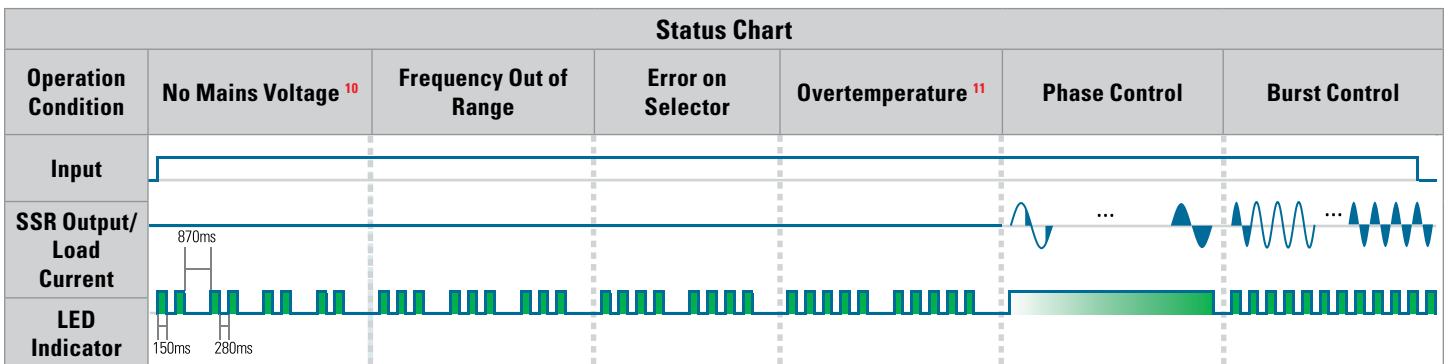 Status Chart
Operation
Condition
No Mains Voltage 10
Frequency Out of
Range
Error on
Selector
Overtemperature 11
Phase Control
Burst Control
Input
SSR Output/
Load
Current
870ms
...
...
LED
Indicator
150ms
280ms